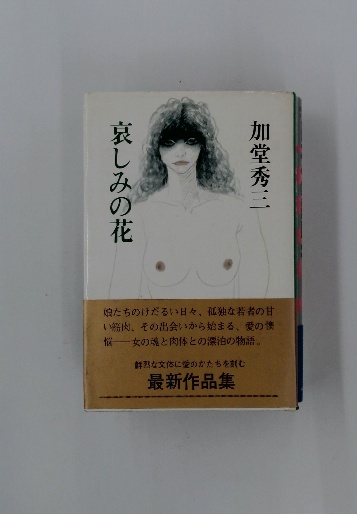 加堂秀三
哀しみの花
娘たちのけだるい日々、孤独な若者の甘
い筋肉、その出会いから始まる、愛の懊
悩——女の魂と肉体との漂泊の物語。
鮮烈な文体に愛のかたちを刻む
最新作品集